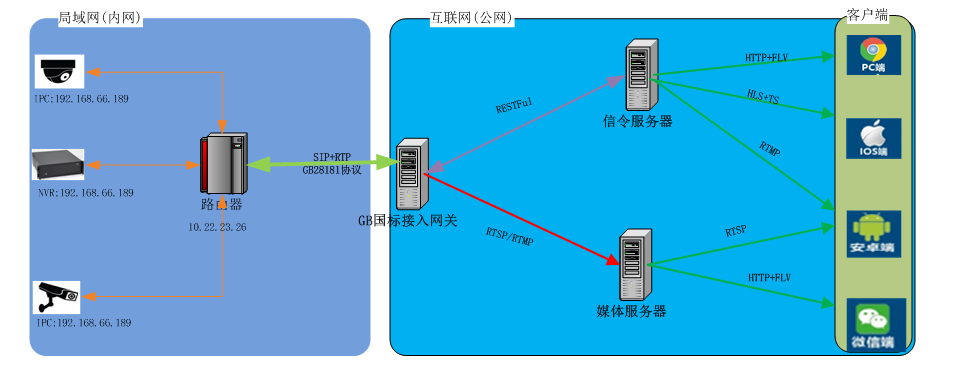 局域网(内网)
互联网(公网)
客户端
IPC:192.168.66.189
NVR:192.168.66.189
IPC:192.168.66.189
路由器
10.22.23.26
SIP+RTP
GB28181协议
GB国标接入网关
RESTFul
RTSP/RTMP
信令服务器
媒体服务器
HTTP+FLV
HLS+TS
RTMP
RTSP
HTTP+FLV
PC端
IOS端
安卓端
微信端